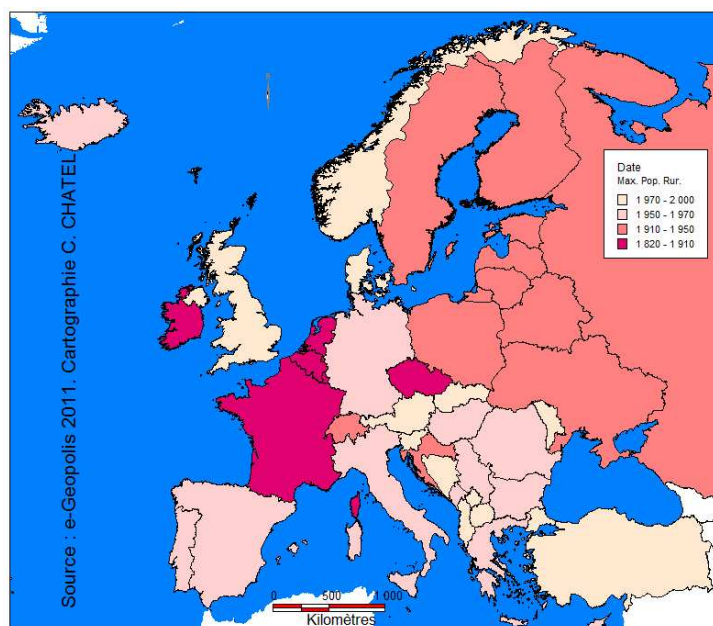 Source : e-Geopolis 2011. Cartographie C. CHATEL
Date
Max. Pop. Rur.
1 970 - 2 000
1 950 - 1 970
1 910 - 1 950
1 820 - 1 910
0 500 1 000
Kilomètres